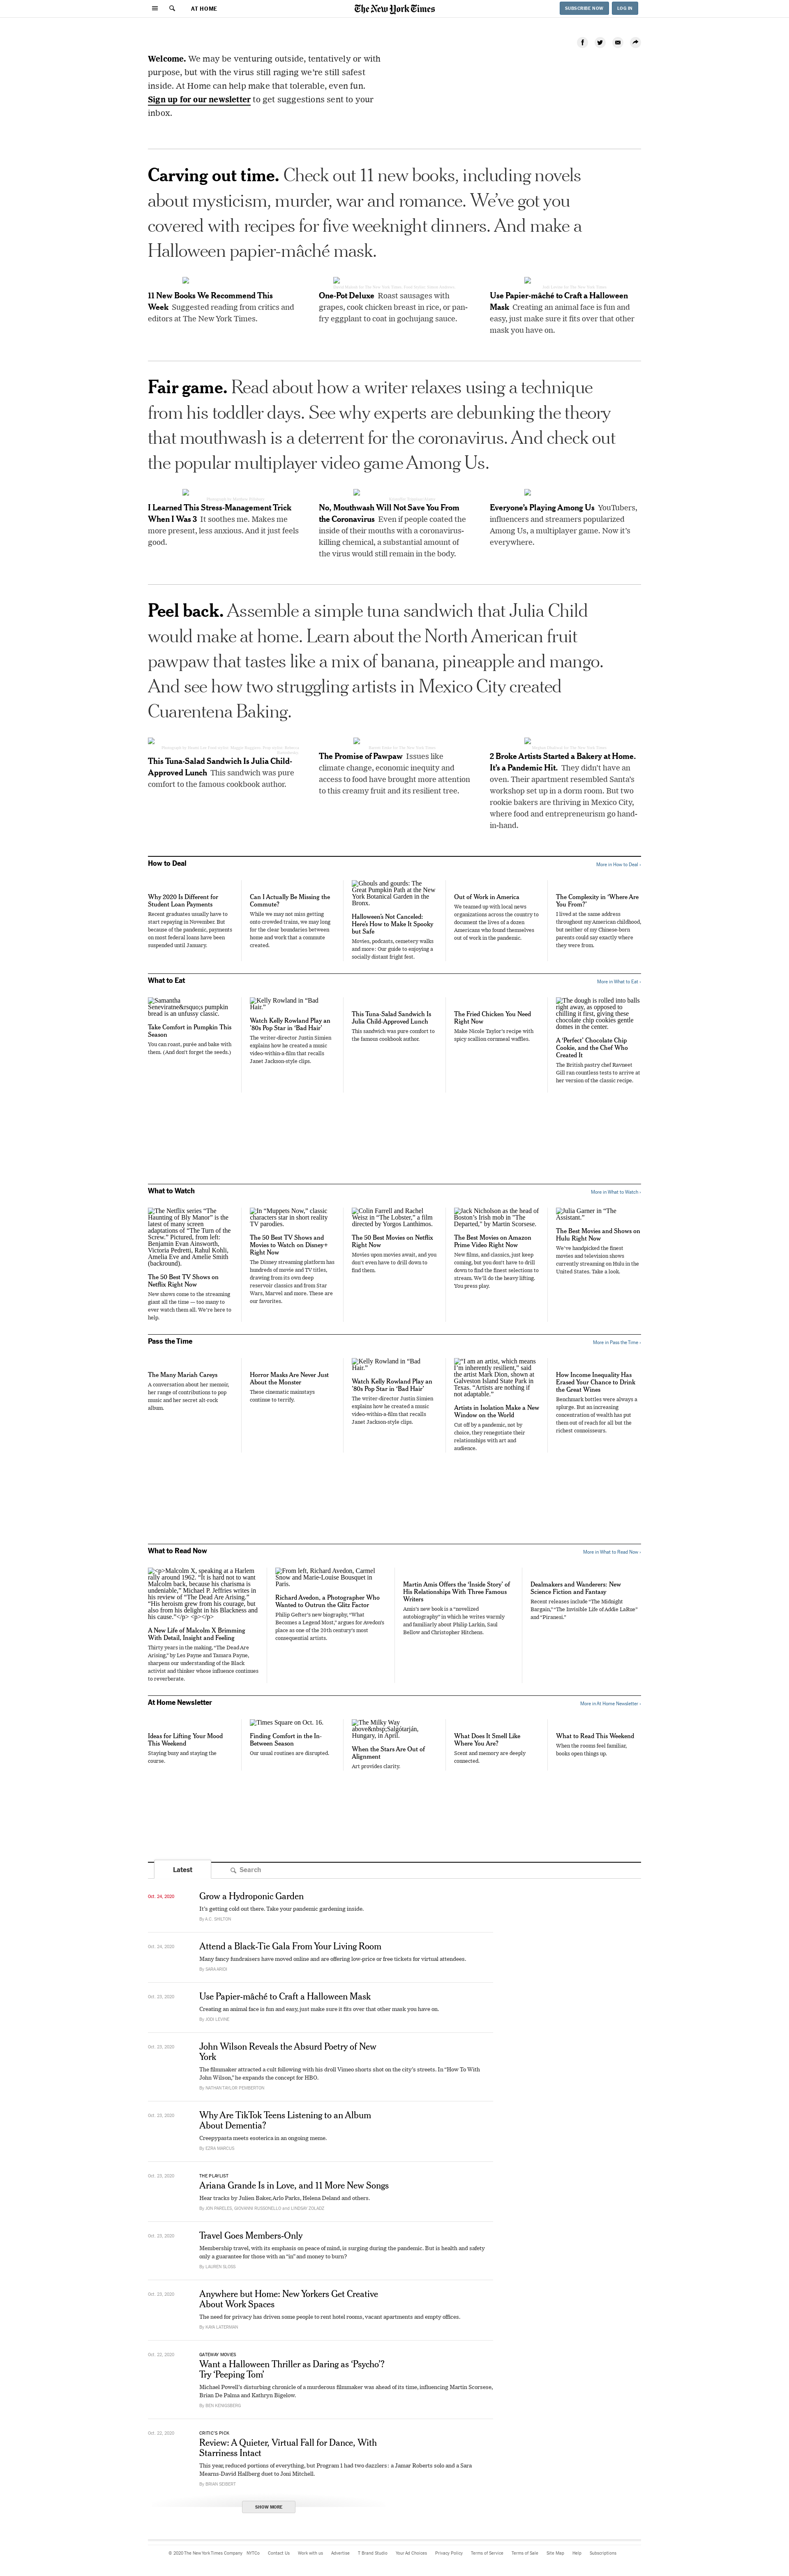 AT HOME
The New York Times
SUBSCRIBE NOW
LOG IN
Welcome. We may be venturing outside, tentatively or with
purpose, but with the virus still raging we're still safest
inside. At Home can help make that tolerable, even fun.
Sign up for our newsletter to get suggestions sent to your
inbox.
Carving out time. Check out 11 new books, including novels
about mysticism, murder, war and romance. We've got you
covered with recipes for five weeknight dinners. And make a
Halloween papier-mâché mask.
11 New Books We Recommend This
Week Suggested reading from critics and
editors at The New York Times.
One-Pot Deluxe Roast sausages with
grapes, cook chicken breast in rice, or pan-
fry eggplant to coat in gochujang sauce.
Use Papier-mâché to Craft a Halloween
Mask Creating an animal face is fun and
easy, just make sure it fits over that other
mask you have on.
Fair game. Read about how a writer relaxes using a technique
from his toddler days. See why experts are debunking the theory
that mouthwash is a deterrent for the coronavirus. And check out
the popular multiplayer video game Among Us.
I Learned This Stress-Management Trick
When I Was 3 It soothes me. Makes me
more present, less anxious. And it just feels
good.
No, Mouthwash Will Not Save You From
the Coronavirus Even if people coated the
inside of their mouths with a coronavirus-
killing chemical, a substantial amount of
the virus would still remain in the body.
Everyone's Playing Among Us YouTubers,
influencers and streamers popularized
Among Us, a multiplayer game. Now it's
everywhere.
Peel back. Assemble a simple tuna sandwich that Julia Child
would make at home. Learn about the North American fruit
pawpaw that tastes like a mix of banana, pineapple and mango.
And see how two struggling artists in Mexico City created
Cuarentena Baking.
This Tuna-Salad Sandwich Is Julia Child-
Approved Lunch This sandwich was pure
comfort to the famous cookbook author.
The Promise of Pawpaw Issues like
climate change, economic inequity and
access to food have brought more attention
to this creamy fruit and its resilient tree.
2 Broke Artists Started a Bakery at Home.
It's a Pandemic Hit. They didn't have an
oven. Their apartment resembled Santa's
workshop set up in a dorm room. But two
rookie bakers are thriving in Mexico City,
where food and entrepreneurism go hand-
in-hand.
How to Deal
More in How to Deal ›
Why 2020 Is Different for
Student Loan Payments
Recent graduates usually have to
start repaying in November. But
because of the pandemic, payments
on most federal loans have been
suspended until January.
Can I Actually Be Missing the
Commute?
While we may not miss getting
onto crowded trains, we may long
for the clear boundaries between
home and work that a commute
created.
Ghouls and gourds: The
Great Pumpkin Path at the New
York Botanical Garden in the
Bronx.
Halloween's Not Canceled:
Here's How to Make It Spooky
but Safe
Movies, podcasts, cemetery walks
and more: Our guide to enjoying a
socially distant fright fest.
Out of Work in America
We teamed up with local news
organizations across the country to
document the lives of a dozen
Americans who found themselves
out of work in the pandemic.
The Complexity in 'Where Are
You From?'
I lived at the same address
throughout my American childhood,
but neither of my Chinese-born
parents could say exactly where
they were from.
What to Eat
More in What to Eat ›
Samantha
Seneviratne&rsquo;s pumpkin
bread is an unfussy classic.
Take Comfort in Pumpkin This
Season
You can roast, purée and bake with
them. (And don't forget the seeds.)
Kelly Rowland in "Bad
Hair."
Watch Kelly Rowland Play an
'80s Pop Star in 'Bad Hair'
The writer-director Justin Simien
explains how he created a music
video-within-a-film that recalls
Janet Jackson-style clips.
This Tuna-Salad Sandwich Is
Julia Child-Approved Lunch
This sandwich was pure comfort to
the famous cookbook author.
The Fried Chicken You Need
Right Now
Make Nicole Taylor's recipe with
spicy scallion cornmeal waffles.
The dough is rolled into balls
right away, as opposed to
chilling it first, giving these
chocolate chip cookies gentle
domes in the center.
A 'Perfect' Chocolate Chip
Cookie, and the Chef Who
Created It
The British pastry chef Ravneet
Gill ran countless tests to arrive at
her version of the classic recipe.
What to Watch
More in What to Watch ›
The Netflix series "The
Haunting of Bly Manor" is the
latest of many screen
adaptations of "The Turn of the
Screw." Pictured, from left:
Benjamin Evan Ainsworth,
Victoria Pedretti, Rahul Kohli,
Amelia Eve and Amelie Smith
(backround).
The 50 Best TV Shows on
Netflix Right Now
New shows come to the streaming
giant all the time — too many to
ever watch them all. We're here to
help.
In "Muppets Now," classic
characters star in short reality
TV parodies.
The 50 Best TV Shows and
Movies to Watch on Disney+
Right Now
The Disney streaming platform has
hundreds of movie and TV titles,
drawing from its own deep
reservoir classics and from Star
Wars, Marvel and more. These are
our favorites.
Colin Farrell and Rachel
Weisz in "The Lobster," a film
directed by Yorgos Lanthimos.
The 50 Best Movies on Netflix
Right Now
Movies upon movies await, and you
don't even have to drill down to
find them.
Jack Nicholson as the head of
Boston's Irish mob in "The
Departed," by Martin Scorsese.
The Best Movies on Amazon
Prime Video Right Now
New films, and classics, just keep
coming, but you don't have to drill
down to find the finest selections to
stream. We'll do the heavy lifting.
You press play.
Julia Garner in "The
Assistant."
The Best Movies and Shows on
Hulu Right Now
We've handpicked the finest
movies and television shows
currently streaming on Hulu in the
United States. Take a look.
Pass the Time
More in Pass the Time ›
The Many Mariah Careys
A conversation about her memoir,
her range of contributions to pop
music and her secret alt-rock
album.
Horror Masks Are Never Just
About the Monster
These cinematic mainstays
continue to terrify.
Kelly Rowland in "Bad
Hair."
Watch Kelly Rowland Play an
'80s Pop Star in 'Bad Hair'
The writer-director Justin Simien
explains how he created a music
video-within-a-film that recalls
Janet Jackson-style clips.
"I am an artist, which means
I'm inherently resilient," said
the artist Mark Dion, shown at
Galveston Island State Park in
Texas. "Artists are nothing if
not adaptable."
Artists in Isolation Make a New
Window on the World
Cut off by a pandemic, not by
choice, they renegotiate their
relationships with art and
audience.
How Income Inequality Has
Erased Your Chance to Drink
the Great Wines
Benchmark bottles were always a
splurge. But an increasing
concentration of wealth has put
them out of reach for all but the
richest connoisseurs.
What to Read Now
More in What to Read Now ›
<p>Malcolm X, speaking at a Harlem
rally around 1962. "It is hard not to want
Malcolm back, because his charisma is
undeniable," Michael P. Jeffries writes in
his review of "The Dead Are Arising."
"His heroism grew from his courage, but
also from his delight in his Blackness and
his cause."</p> <p></p>
A New Life of Malcolm X Brimming
With Detail, Insight and Feeling
Thirty years in the making, "The Dead Are
Arising," by Les Payne and Tamara Payne,
sharpens our understanding of the Black
activist and thinker whose influence continues
to reverberate.
From left, Richard Avedon, Carmel
Snow and Marie-Louise Bousquet in
Paris.
Richard Avedon, a Photographer Who
Wanted to Outrun the Glitz Factor
Philip Gefter's new biography, "What
Becomes a Legend Most," argues for Avedon's
place as one of the 20th century's most
consequential artists.
Martin Amis Offers the 'Inside Story' of
His Relationships With Three Famous
Writers
Amis's new book is a "novelized
autobiography" in which he writes warmly
and familiarly about Philip Larkin, Saul
Bellow and Christopher Hitchens.
Dealmakers and Wanderers: New
Science Fiction and Fantasy
Recent releases include "The Midnight
Bargain," "The Invisible Life of Addie LaRue"
and "Piranesi."
At Home Newsletter
More in At Home Newsletter ›
Ideas for Lifting Your Mood
This Weekend
Staying busy and staying the
course.
Times Square on Oct. 16.
Finding Comfort in the In-
Between Season
Our usual routines are disrupted.
The Milky Way
above&nbsp;Salgótarján,
Hungary, in April.
When the Stars Are Out of
Alignment
Art provides clarity.
What Does It Smell Like
Where You Are?
Scent and memory are deeply
connected.
What to Read This Weekend
When the rooms feel familiar,
books open things up.
Latest
Search
Oct. 24, 2020
Grow a Hydroponic Garden
It's getting cold out there. Take your pandemic gardening inside.
By A.C. SHILTON
Oct. 24, 2020
Attend a Black-Tie Gala From Your Living Room
Many fancy fundraisers have moved online and are offering low-price or free tickets for virtual attendees.
By SARA ARIDI
Oct. 23, 2020
Use Papier-mâché to Craft a Halloween Mask
Creating an animal face is fun and easy, just make sure it fits over that other mask you have on.
By JODI LEVINE
Oct. 23, 2020
John Wilson Reveals the Absurd Poetry of New
York
The filmmaker attracted a cult following with his droll Vimeo shorts shot on the city's streets. In "How To With
John Wilson," he expands the concept for HBO.
By NATHAN TAYLOR PEMBERTON
Oct. 23, 2020
Why Are TikTok Teens Listening to an Album
About Dementia?
Creepypasta meets esoterica in an ongoing meme.
By EZRA MARCUS
Oct. 23, 2020
THE PLAYLIST
Ariana Grande Is in Love, and 11 More New Songs
Hear tracks by Julien Baker, Arlo Parks, Helena Deland and others.
By JON PARELES, GIOVANNI RUSSONELLO and LINDSAY ZOLADZ
Oct. 23, 2020
Travel Goes Members-Only
Membership travel, with its emphasis on peace of mind, is surging during the pandemic. But is health and safety
only a guarantee for those with an "in" and money to burn?
By LAUREN SLOSS
Oct. 23, 2020
Anywhere but Home: New Yorkers Get Creative
About Work Spaces
The need for privacy has driven some people to rent hotel rooms, vacant apartments and empty offices.
By KAYA LATERMAN
Oct. 22, 2020
GATEWAY MOVIES
Want a Halloween Thriller as Daring as 'Psycho'?
Try 'Peeping Tom'
Michael Powell's disturbing chronicle of a murderous filmmaker was ahead of its time, influencing Martin Scorsese,
Brian De Palma and Kathryn Bigelow.
By BEN KENIGSBERG
Oct. 22, 2020
CRITIC'S PICK
Review: A Quieter, Virtual Fall for Dance, With
Starriness Intact
This year, reduced portions of everything, but Program 1 had two dazzlers: a Jamar Roberts solo and a Sara
Mearns-David Hallberg duet to Joni Mitchell.
By BRIAN SEIBERT
SHOW MORE
© 2020 The New York Times Company
NYTCo
Contact Us
Work with us
Advertise
T Brand Studio
Your Ad Choices
Privacy Policy
Terms of Service
Terms of Sale
Site Map
Help
Subscriptions